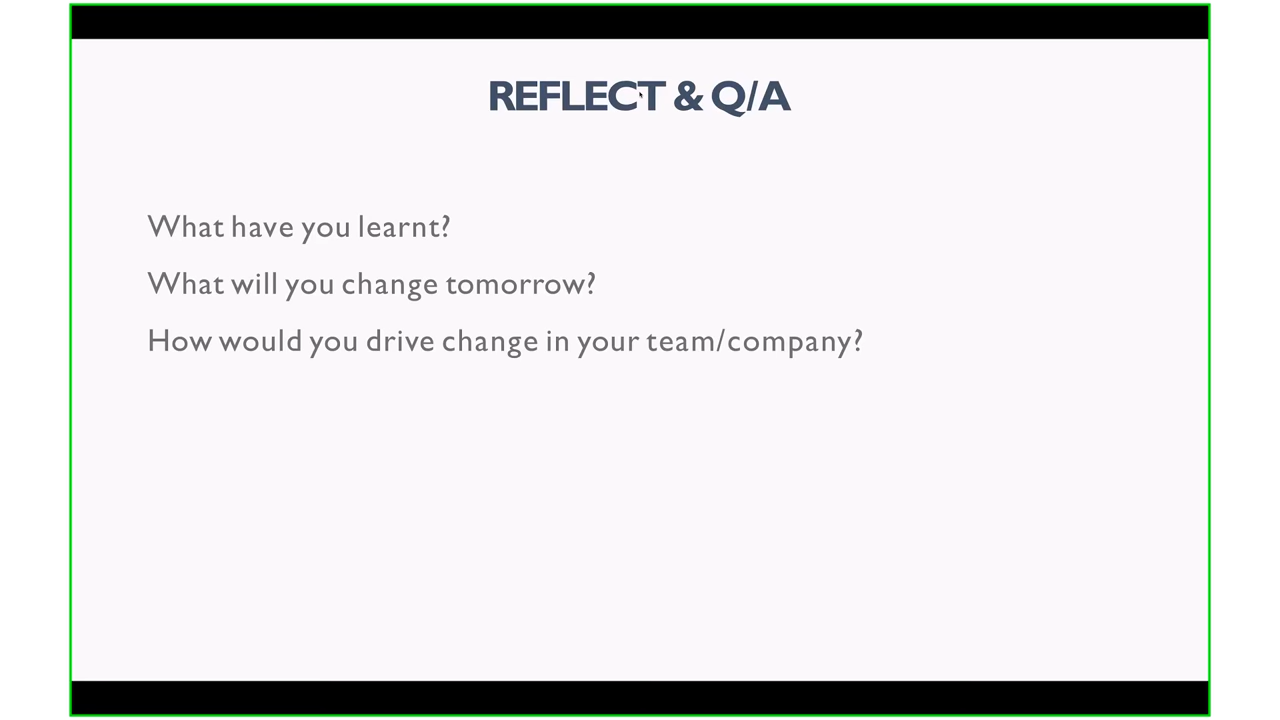 REFLECT & Q/A
What have you learnt?
What will you change tomorrow?
How would you drive change in your team/company?